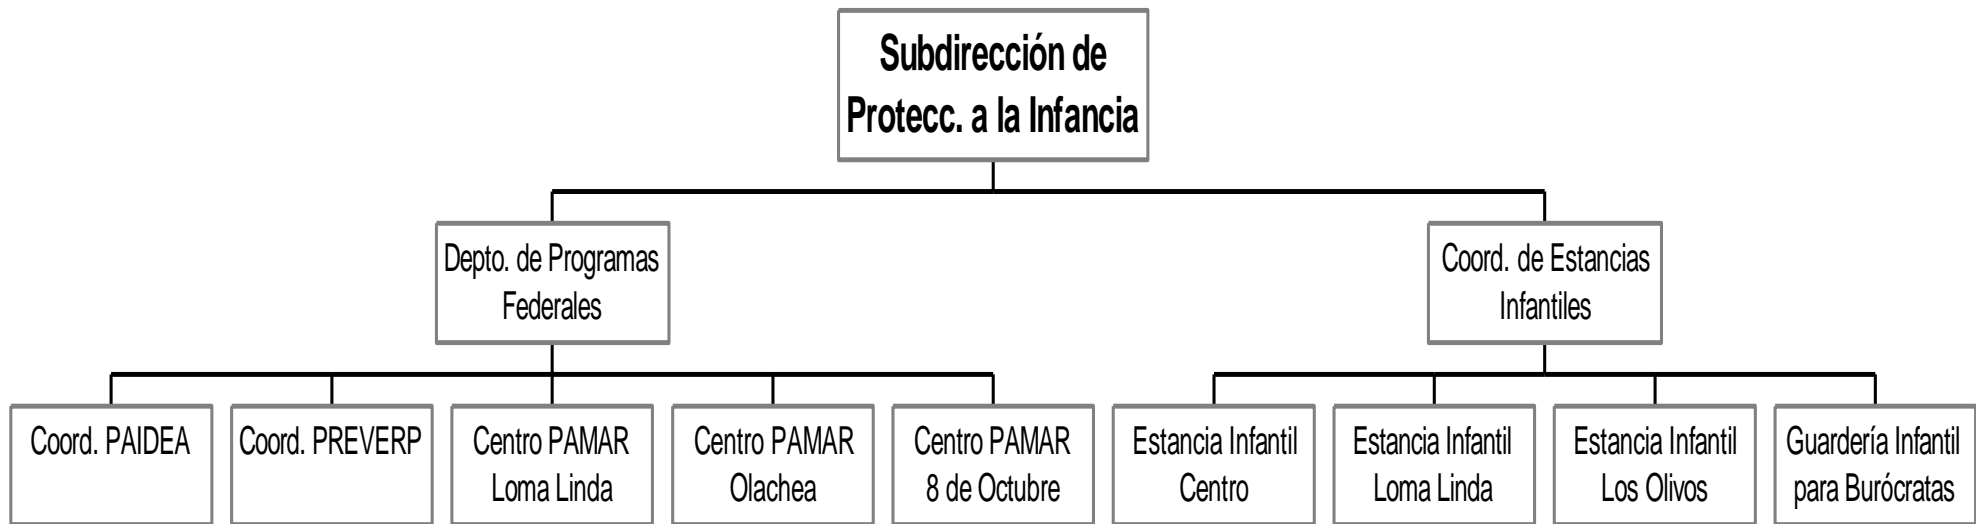 Subdirección de
Protecc. a la Infancia
Depto. de Programas
Federales
Coord. de Estancias
Infantiles
Coord. PAIDEA
Coord. PREVERP
Centro PAMAR
Loma Linda
Centro PAMAR
Olachea
Centro PAMAR
8 de Octubre
Estancia Infantil
Centro
Estancia Infantil
Loma Linda
Estancia Infantil
Los Olivos
Guardería Infantil
para Burócratas